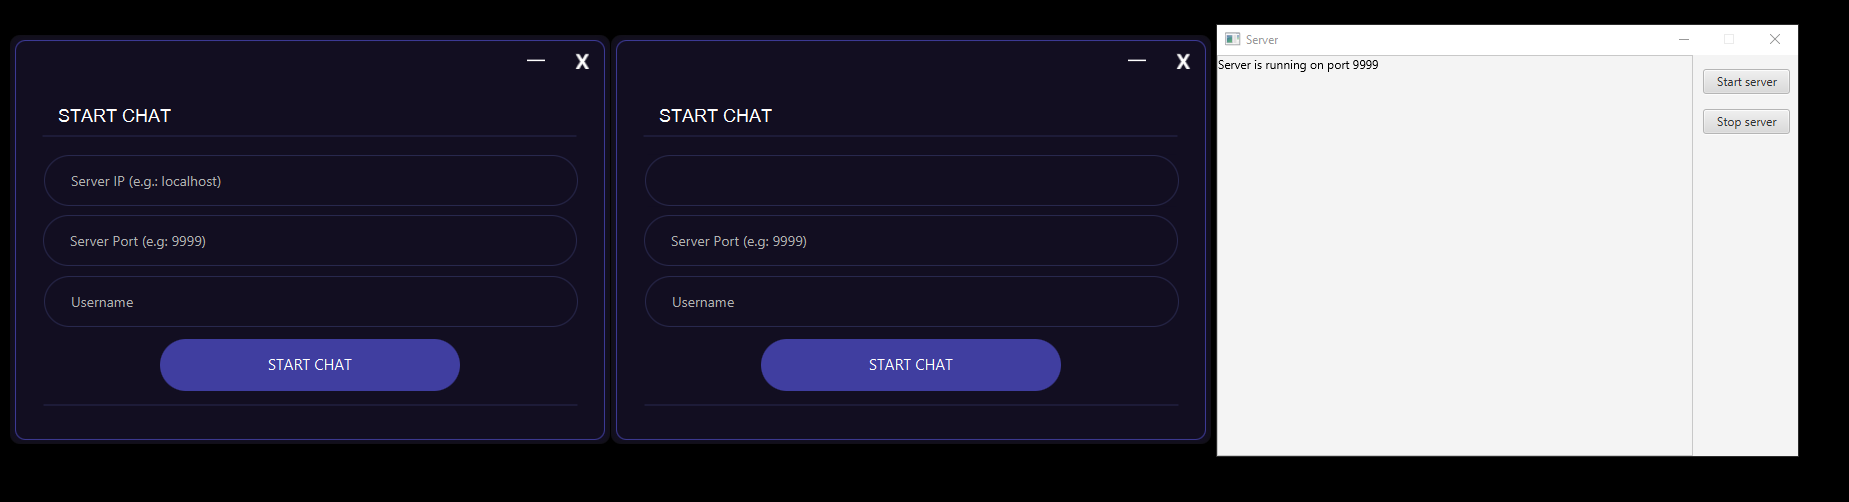 X
START CHAT
Server IP (e.g.: localhost)
Server Port (e.g: 9999)
Username
START CHAT
X
START CHAT
Server Port (e.g: 9999)
Username
START CHAT
Server
Server is running on port 9999
Start server
Stop server